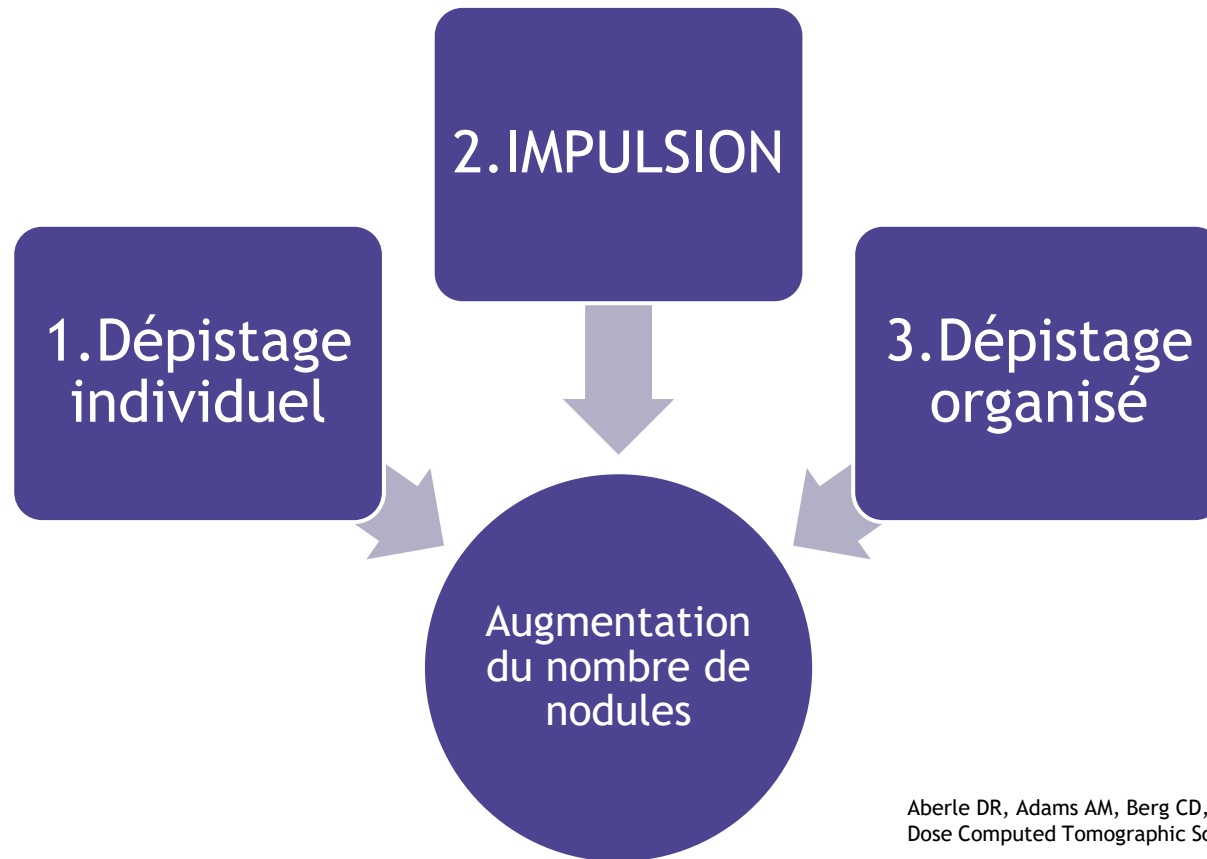 2.IMPULSION
1.Dépistage
individuel
3.Dépistage
organisé
Augmentation
du nombre de
nodules
Aberle DR, Adams AM, Berg CD,
Dose Computed Tomographic